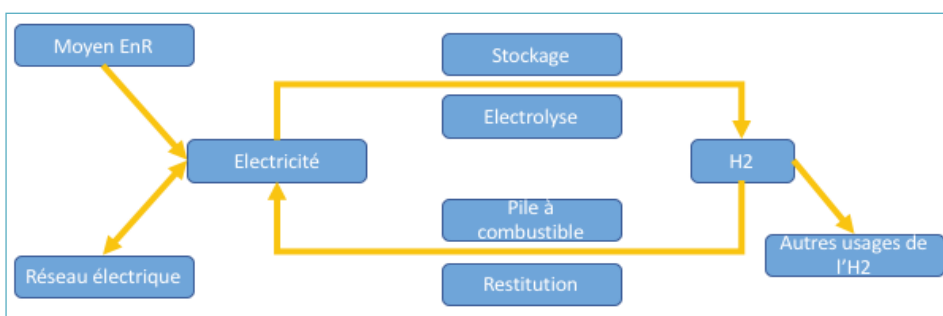 Moyen EnR
Stockage
Electrolyse
Electricité
H2
Pile à
combustible
Autres usages de
l'H2
Réseau électrique
Restitution